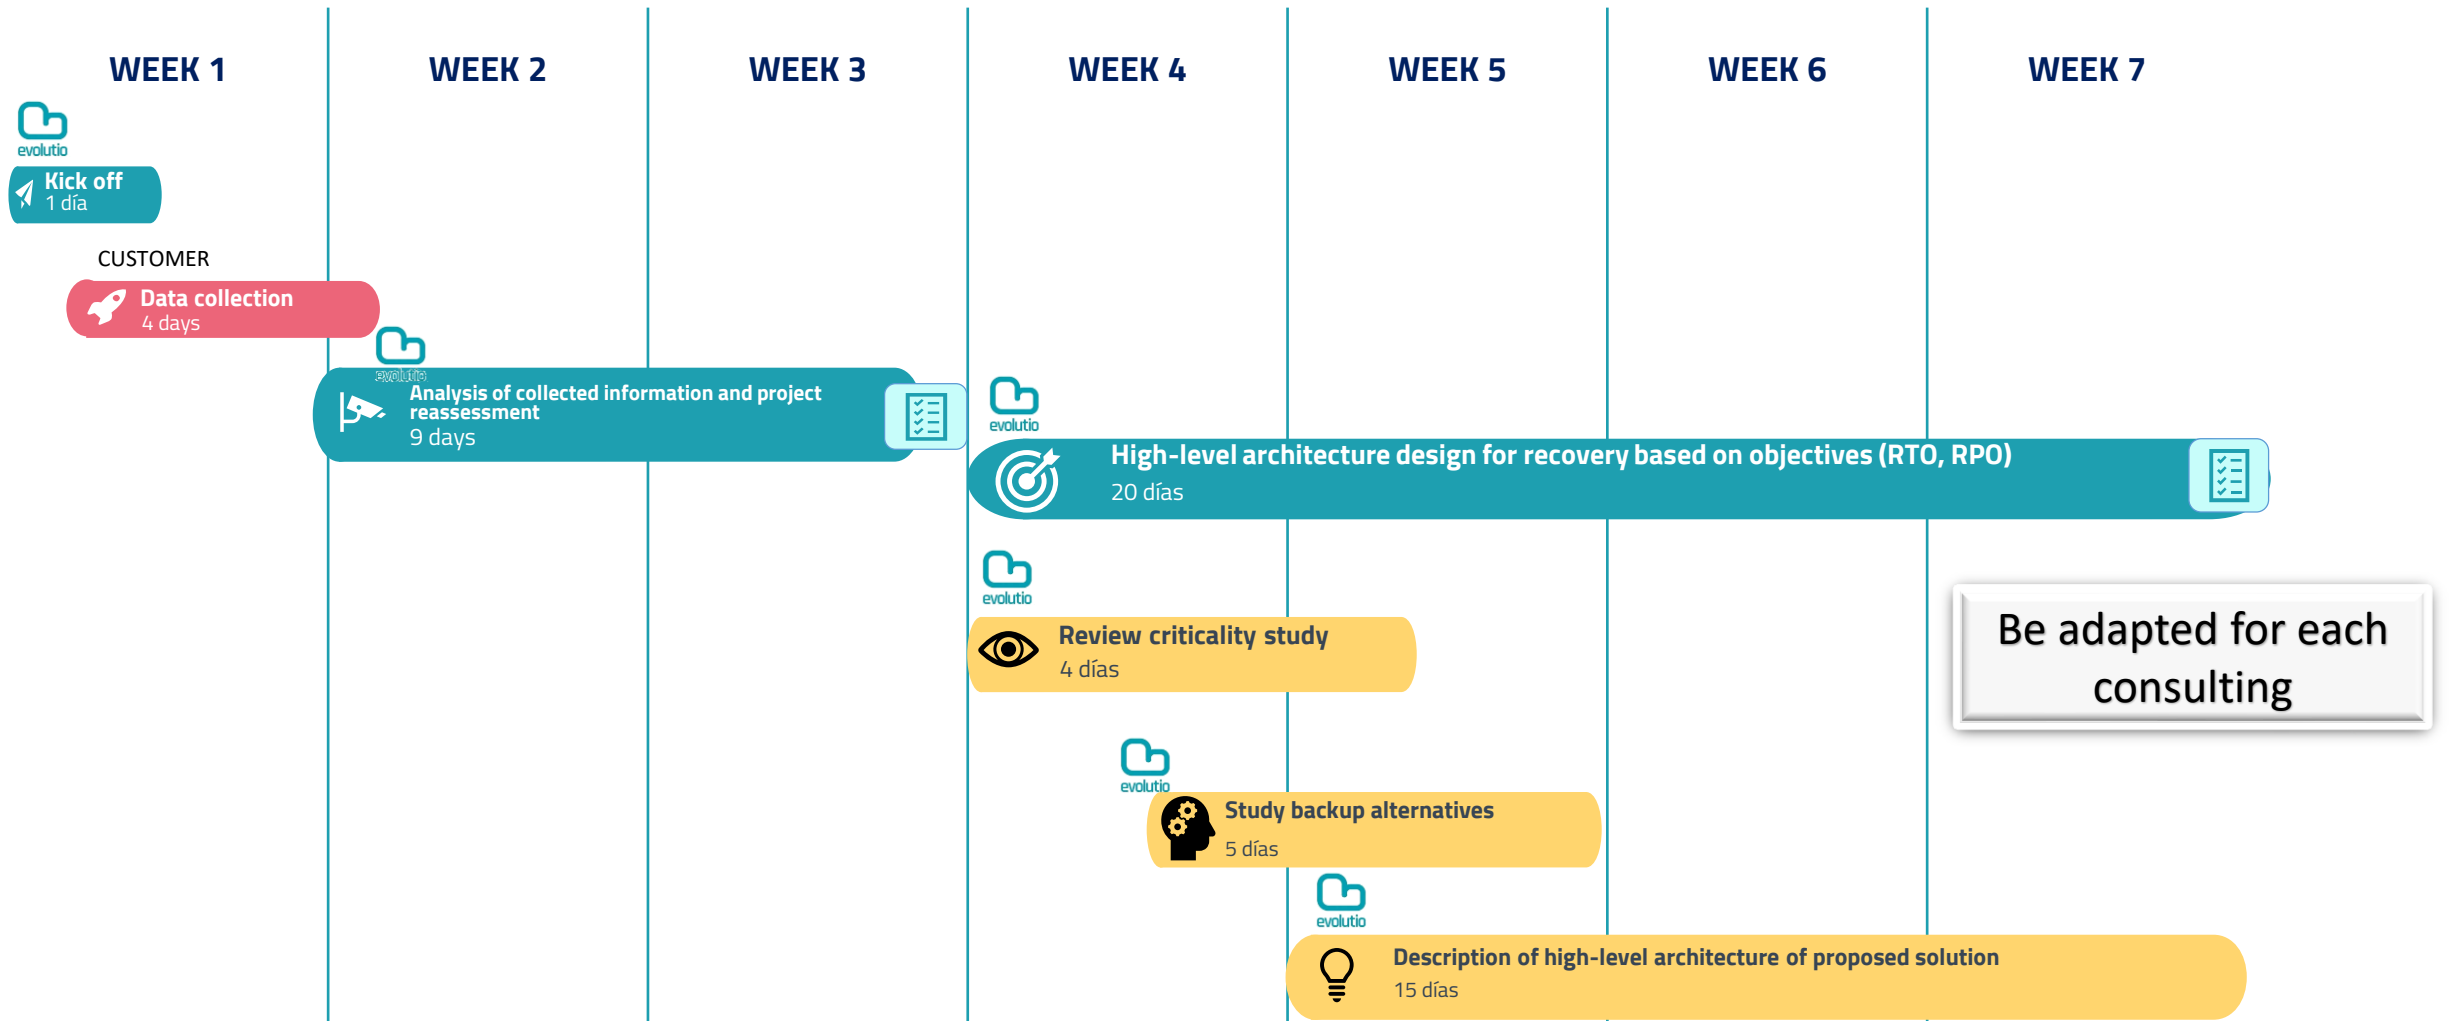 WEEK 1
WEEK 2
WEEK 3
WEEK 4
WEEK 5
WEEK 6
WEEK 7
evolutio
Kick off
1 día
CUSTOMER
Data collection
4 days
evolutio
Analysis of collected information and project
reassessment
9 days
evolutio
High-level architecture design for recovery based on objectives (RTO, RPO)
20 días
evolutio
Review criticality study
4 días
Be adapted for each
consulting
evolutio
Study backup alternatives
5 días
evolutio
Description of high-level architecture of proposed solution
15 días